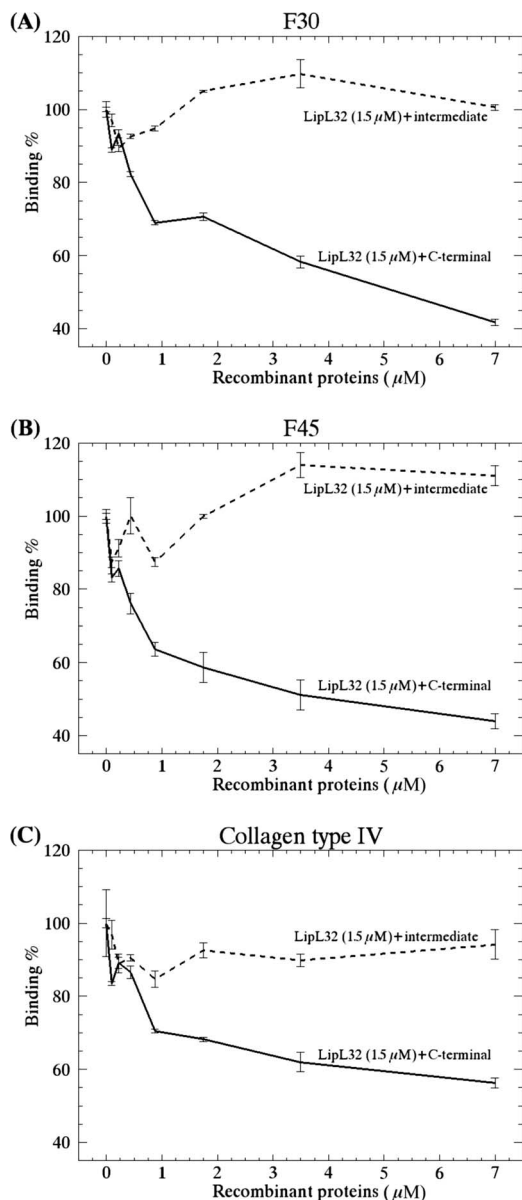 (A) F30
120
100
80
60
40
Binding %
LipL32 (1.5 μM)+intermediate
LipL32 (1.5 μM)+C-terminal
0 1 2 3 4 5 6 7
Recombinant proteins ( μM)
(B) F45
120
100
80
60
40
Binding %
LipL32 (1.5 μM)+intermediate
LipL32 (1.5 μM)+C-terminal
0 1 2 3 4 5 6 7
Recombinant proteins ( μM)
(C) Collagen type IV
120
100
80
60
40
Binding %
LipL32 (1.5 μM)+intermediate
LipL32 (1.5 μM)+C-terminal
0 1 2 3 4 5 6 7
Recombinant proteins ( μM)